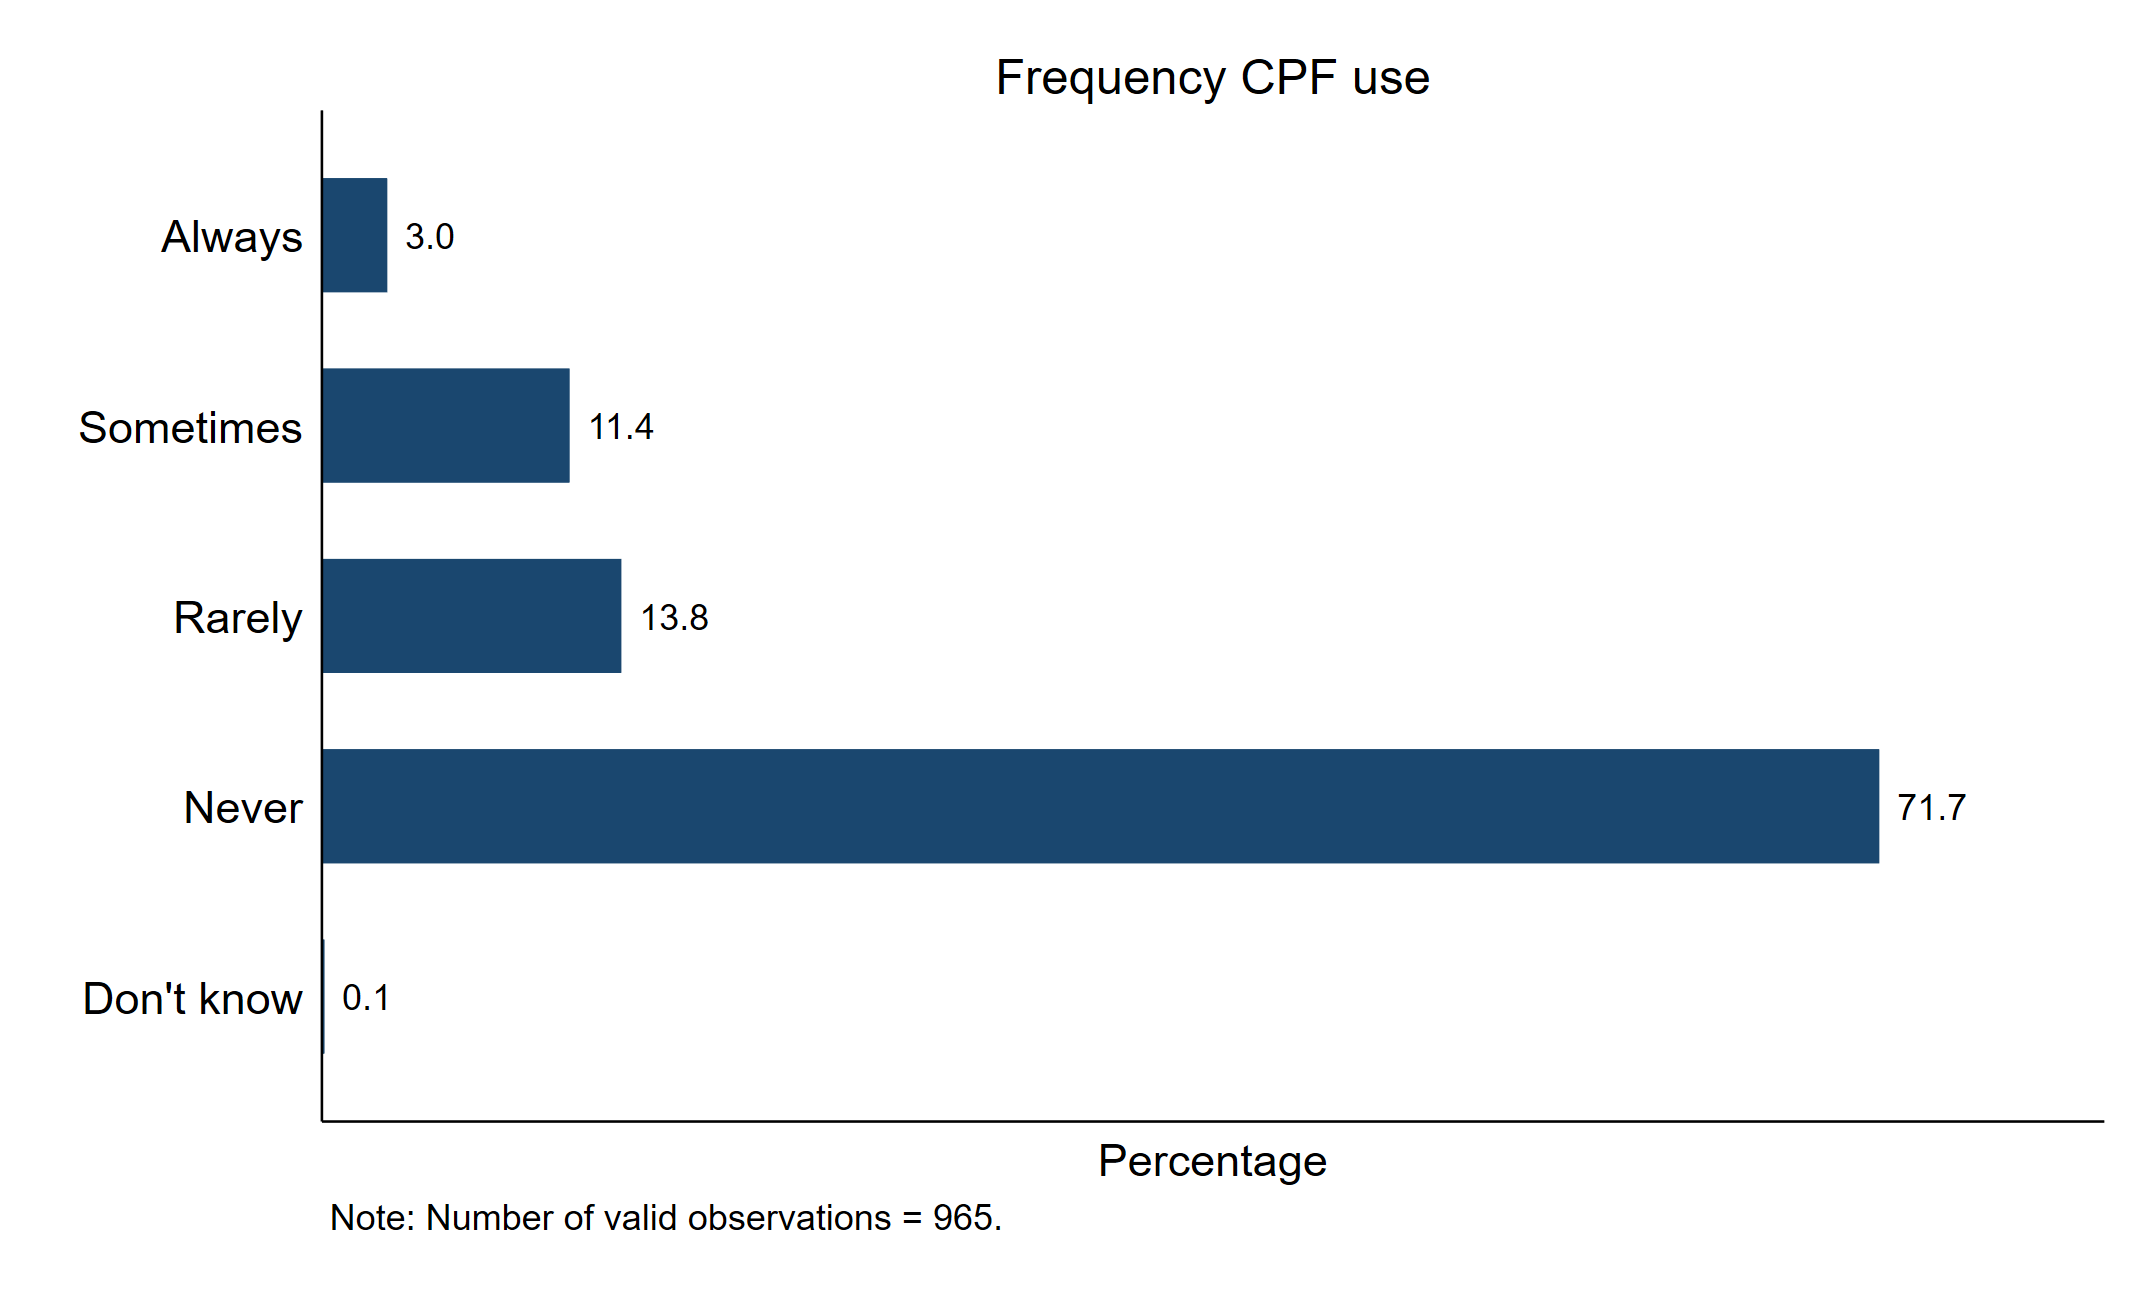 Frequency CPF use
Always 3.0
Sometimes 11.4
Rarely 13.8
Never 71.7
Don't know 0.1
Percentage
Note: Number of valid observations = 965.